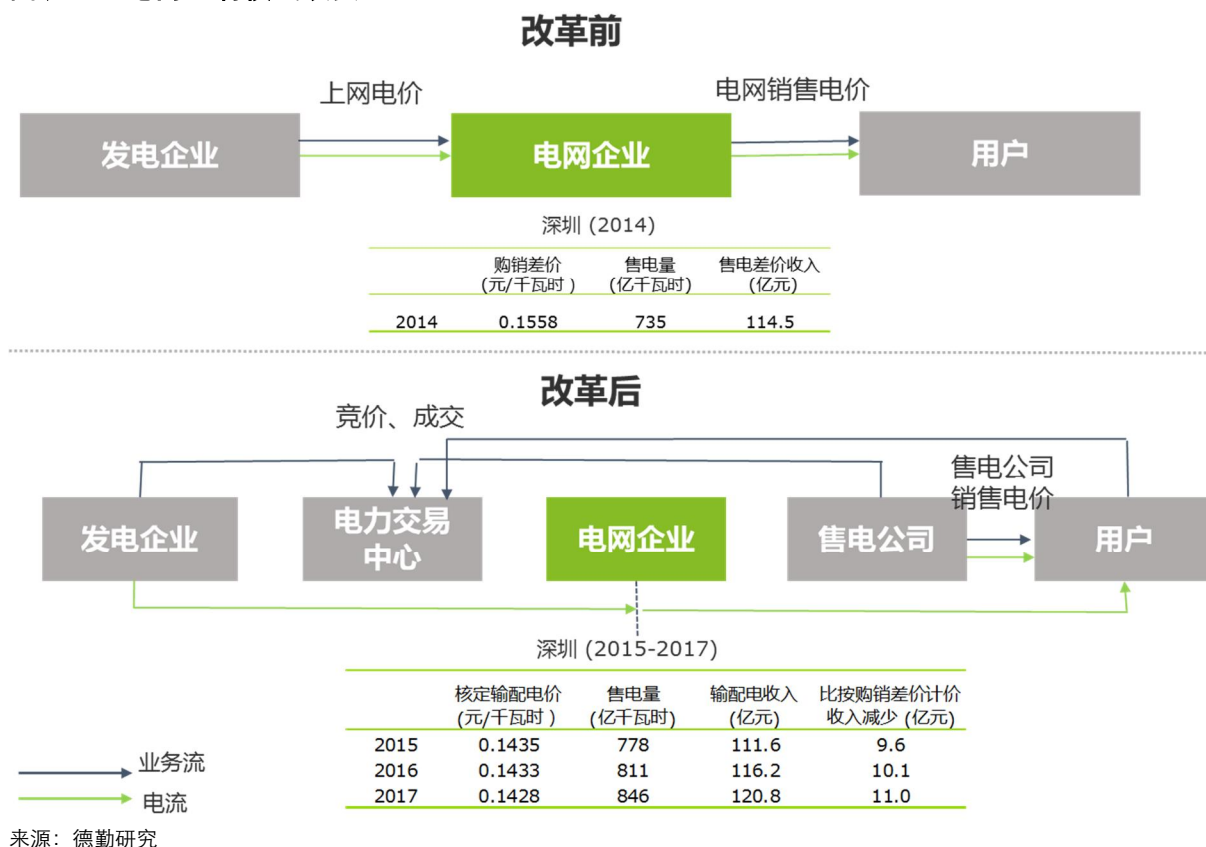 改革前
上网电价
电网销售电价
发电企业
电网企业
用户
深圳 (2014)
购销差价 售电量 售电差价收入
(元/千瓦时 ) (亿千瓦时) (亿元)
2014 0.1558 735 114.5
改革后
竞价、成交
售电公司
销售电价
发电企业
电力交易
中心
电网企业
售电公司
用户
深圳 (2015-2017)
核定输配电价 售电量 输配电收入 比按购销差价计价
(元/千瓦时 ) (亿千瓦时) (亿元) 收入减少 (亿元)
2015 0.1435 778 111.6 9.6
2016 0.1433 811 116.2 10.1
2017 0.1428 846 120.8 11.0
业务流
电流
来源：德勤研究